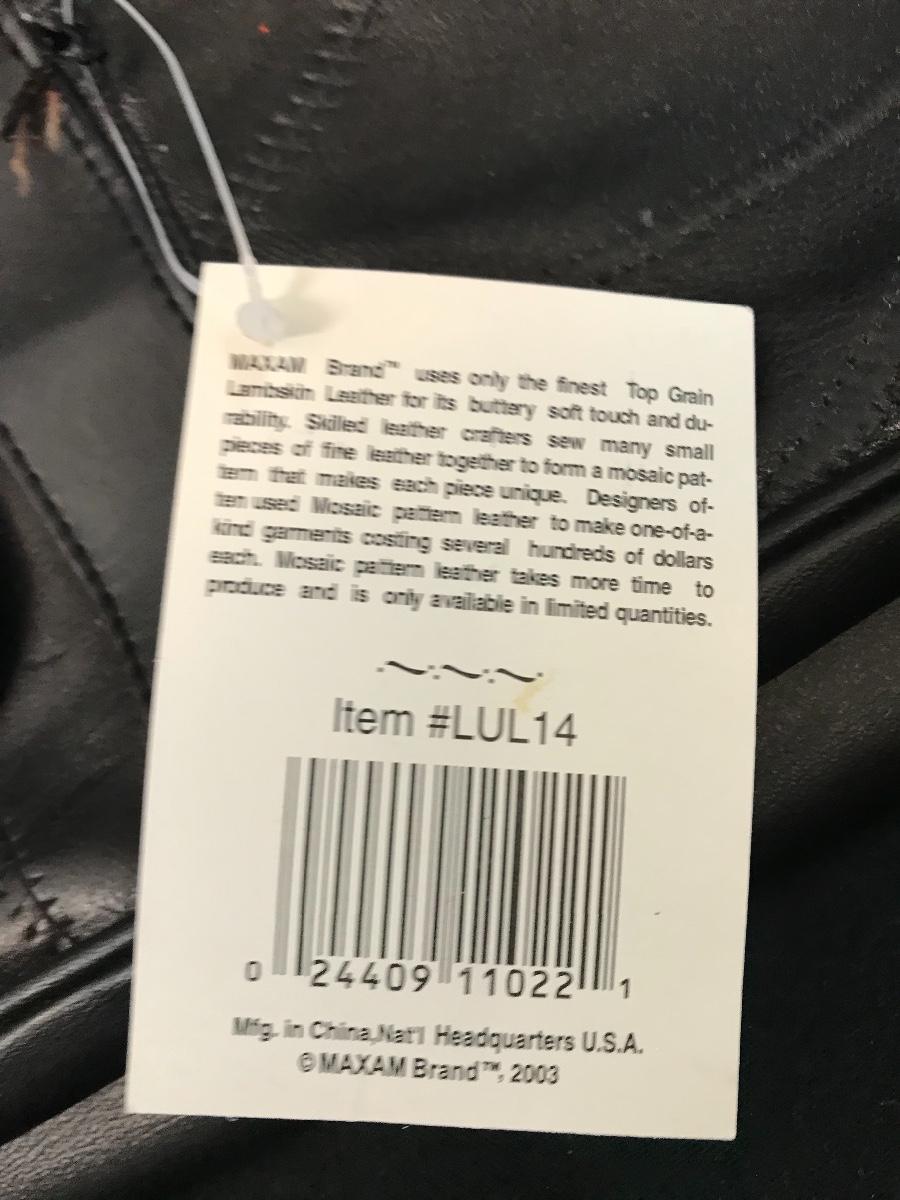 MAXAM Brand™ uses only the finest Top Grain
Lambskin Leather for its buttery soft touch and du-
rability. Skilled leather crafters sew many small
pieces of fine leather together to form a mosaic pat-
tern that makes each piece unique. Designers of-
ten used Mosaic pattern leather to make one-of-a-
kind garments costing several hundreds of dollars
each. Mosaic pattern leather takes more time to
produce and is only available in limited quantities.
Item #LUL14
0 24409 11022 1
Mfg. in China,Nat'l Headquarters U.S.A.
©MAXAM Brand™, 2003